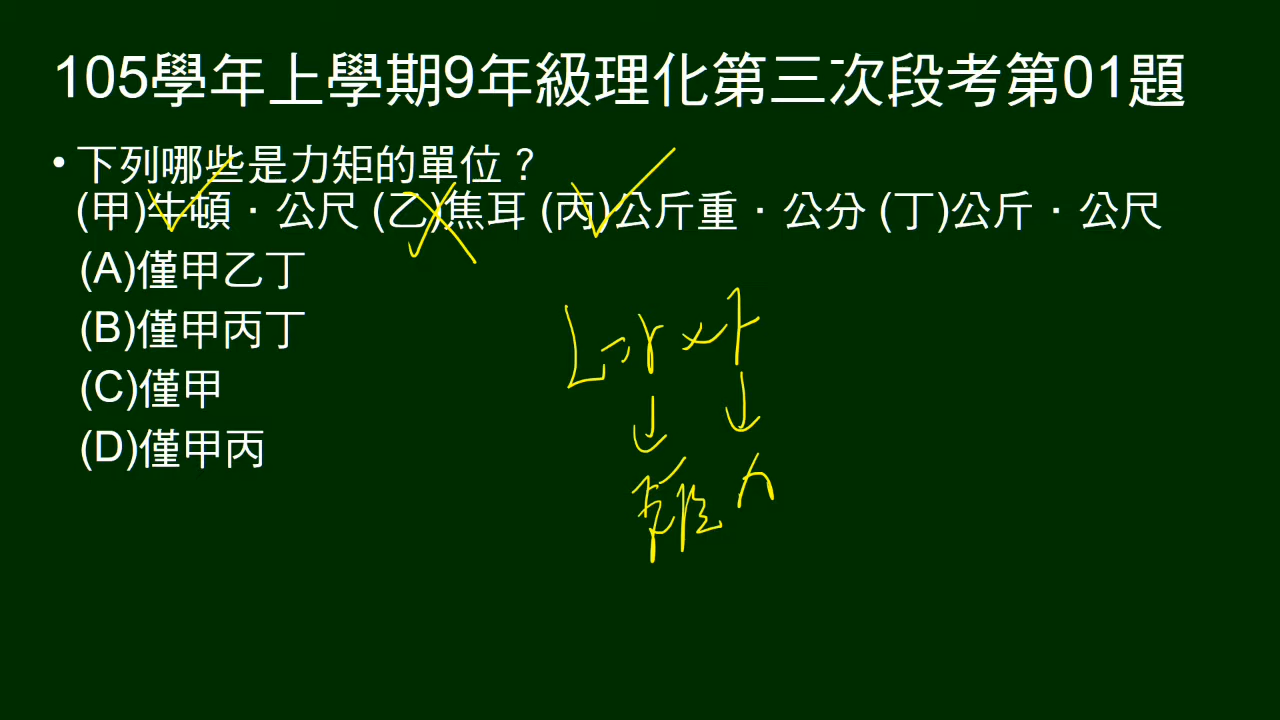 105學年上學期9年級理化第三次段考第01題
• 下列哪些是力矩的單位？
(甲)牛頓．公尺 (乙)焦耳 (丙)公斤重．公分 (丁)公斤．公尺
(A)僅甲乙丁
(B)僅甲丙丁
(C)僅甲
(D)僅甲丙
L=r×F
力